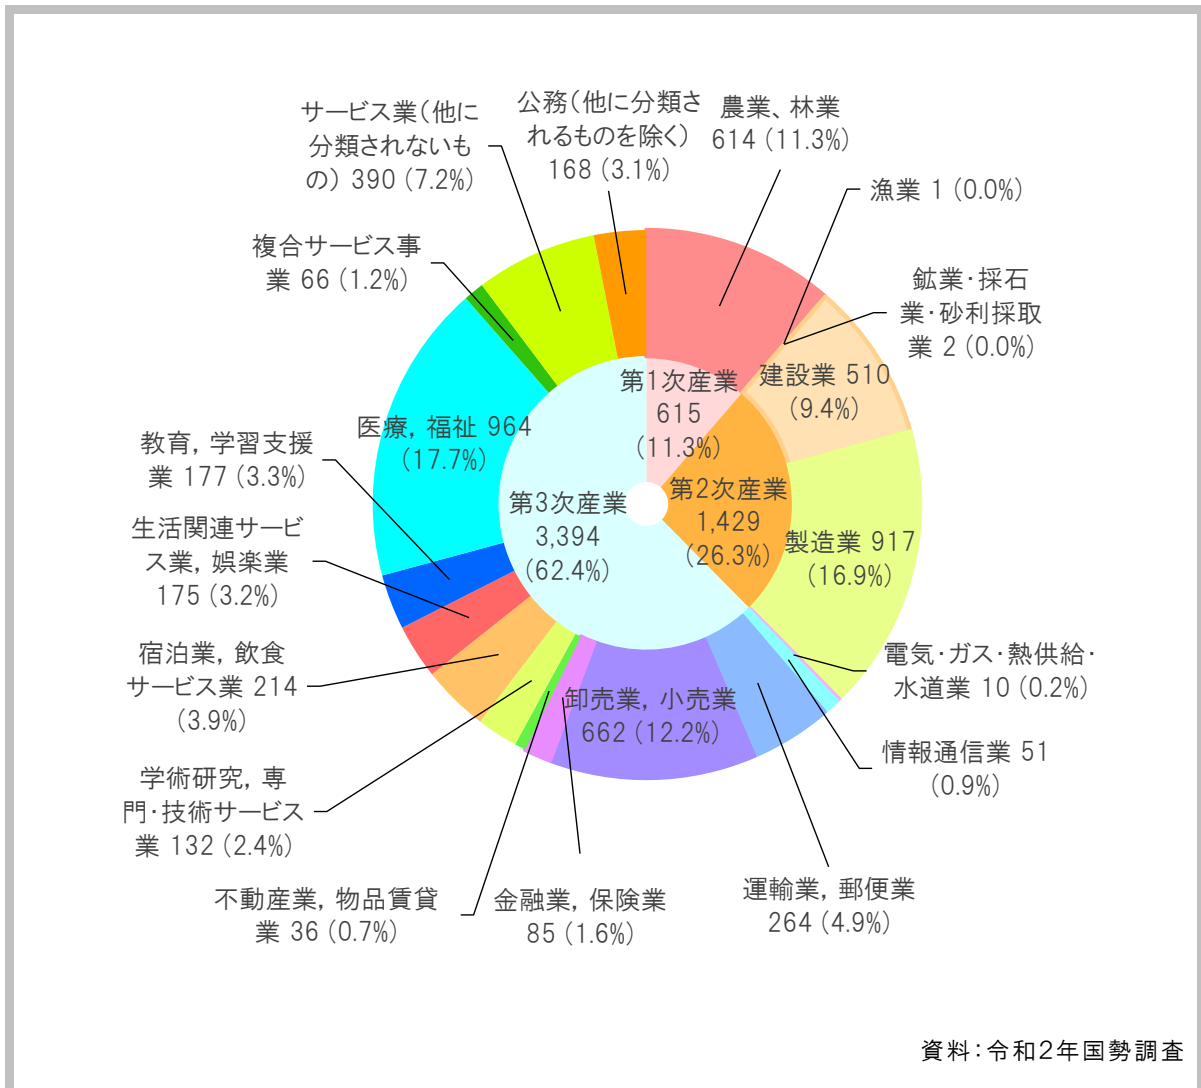 サービス業(他に
分類されないも
の) 390 (7.2%)
公務(他に分類さ
れるものを除く)
168 (3.1%)
農業、林業
614 (11.3%)
漁業 1 (0.0%)
鉱業・採石
業・砂利採取
業 2 (0.0%)
複合サービス事
業 66 (1.2%)
建設業 510
(9.4%)
第1次産業
615
(11.3%)
医療, 福祉 964
(17.7%)
教育, 学習支援
業 177 (3.3%)
第2次産業
1,429
(26.3%)
第3次産業
3,394
(62.4%)
製造業 917
(16.9%)
生活関連サービ
ス業, 娯楽業
175 (3.2%)
宿泊業, 飲食
サービス業 214
(3.9%)
電気・ガス・熱供給・
水道業 10 (0.2%)
卸売業, 小売業
662 (12.2%)
情報通信業 51
(0.9%)
学術研究, 専
門・技術サービス
業 132 (2.4%)
不動産業, 物品賃貸
業 36 (0.7%)
金融業, 保険業
85 (1.6%)
運輸業, 郵便業
264 (4.9%)
資料:令和2年国勢調査